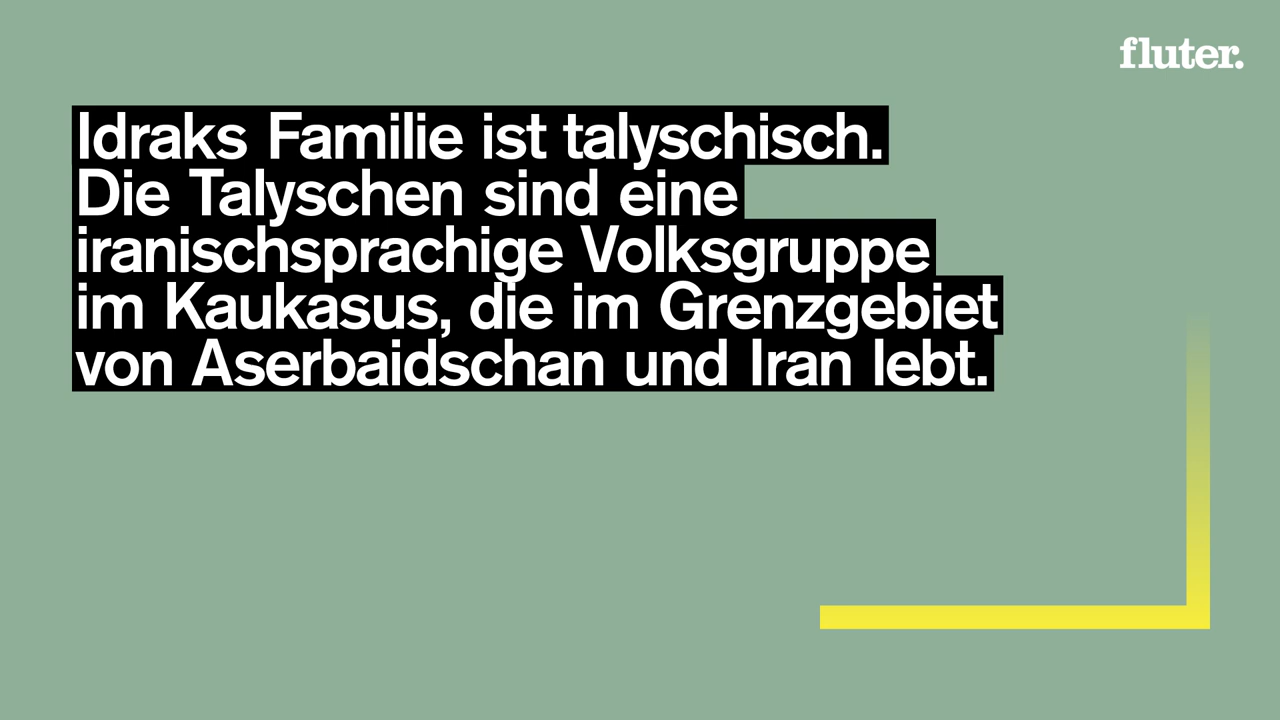 fluter.
Idraks Familie ist talyschisch.
Die Talyschen sind eine
iranischsprachige Volksgruppe
im Kaukasus, die im Grenzgebiet
von Aserbaidschan und Iran lebt.